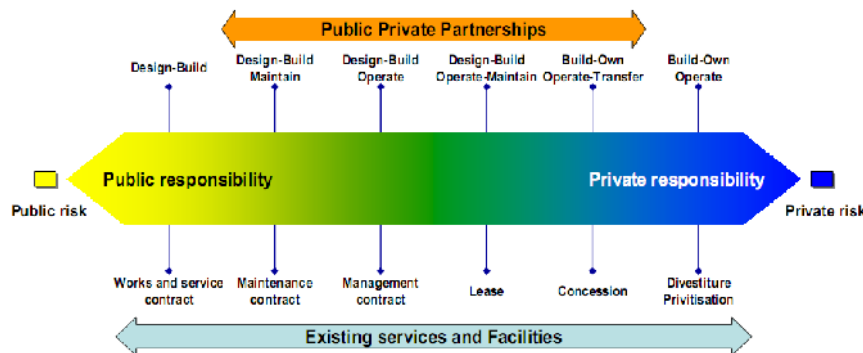 Public Private Partnerships
Design-Build
Design-Build
Maintain
Design-Build
Operate
Design-Build
Operate-Maintain
Build-Own
Operate-Transfer
Build-Own
Operate
Public responsibility
Private responsibility
Public risk
Private risk
Works and service
contract
Maintenance
contract
Management
contract
Lease
Concession
Divestiture
Privitisation
Existing services and Facilities